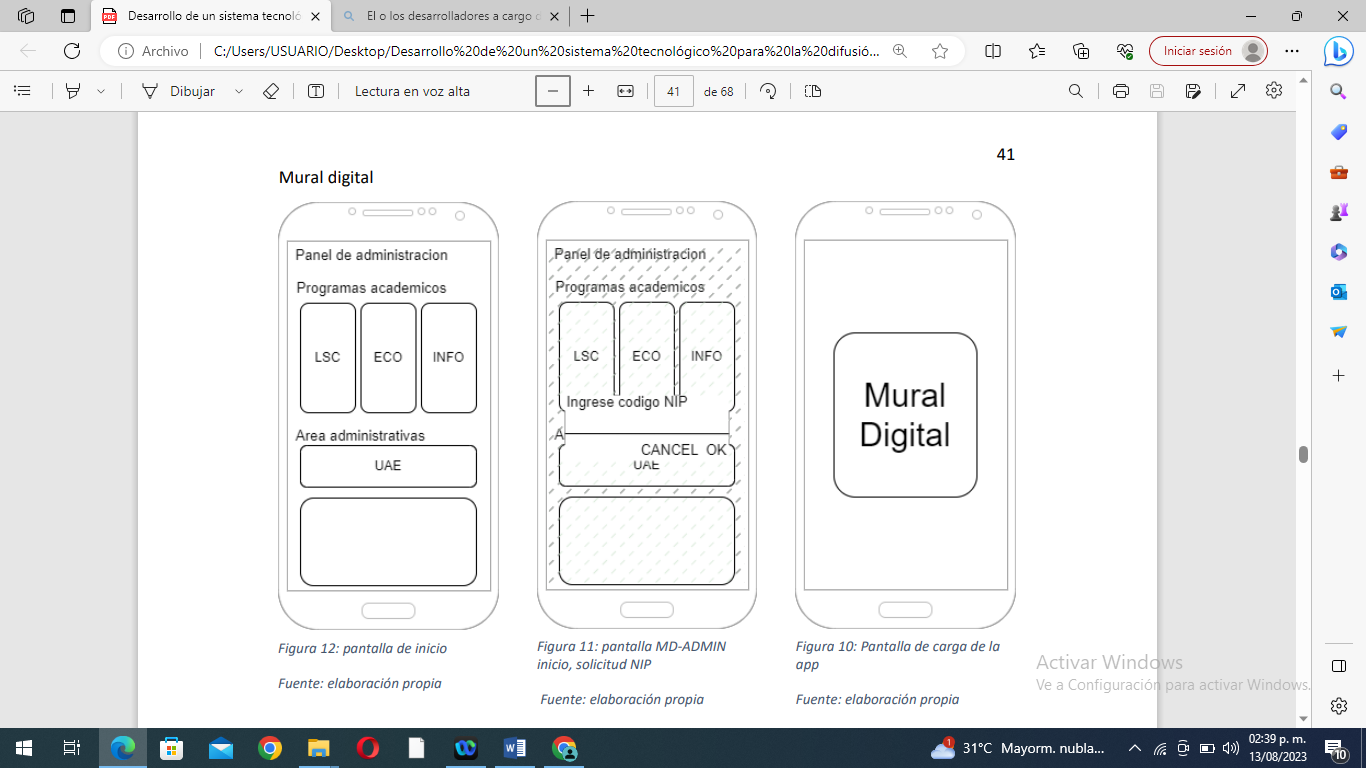 Desarrollo de un sistema tecnoló
El o los desarrolladores a cargo d
Archivo
C:/Users/USUARIO/Desktop/Desarrollo%20de%20un%20sistema%20tecnológico%20para%20la%20difusió...
Iniciar sesión
Dibujar
Lectura en voz alta
41
de 68
41
Mural digital
Panel de administracion
Programas academicos
LSC
ECO
INFO
Area administrativas
UAE
Figura 12: pantalla de inicio
Fuente: elaboración propia
Panel de administracion
Programas academicos
LSC
ECO
INFO
Ingrese codigo NIP
A
CANCEL OK
UAE
Figura 11: pantalla MD-ADMIN
inicio, solicitud NIP
Fuente: elaboración propia
Mural
Digital
Figura 10: Pantalla de carga de la
app
Fuente: elaboración propia
Activar Windows
Ve a Configuración para activar Windows.
1
31°C Mayorm. nubla...
02:39 p. m.
13/08/2023
10